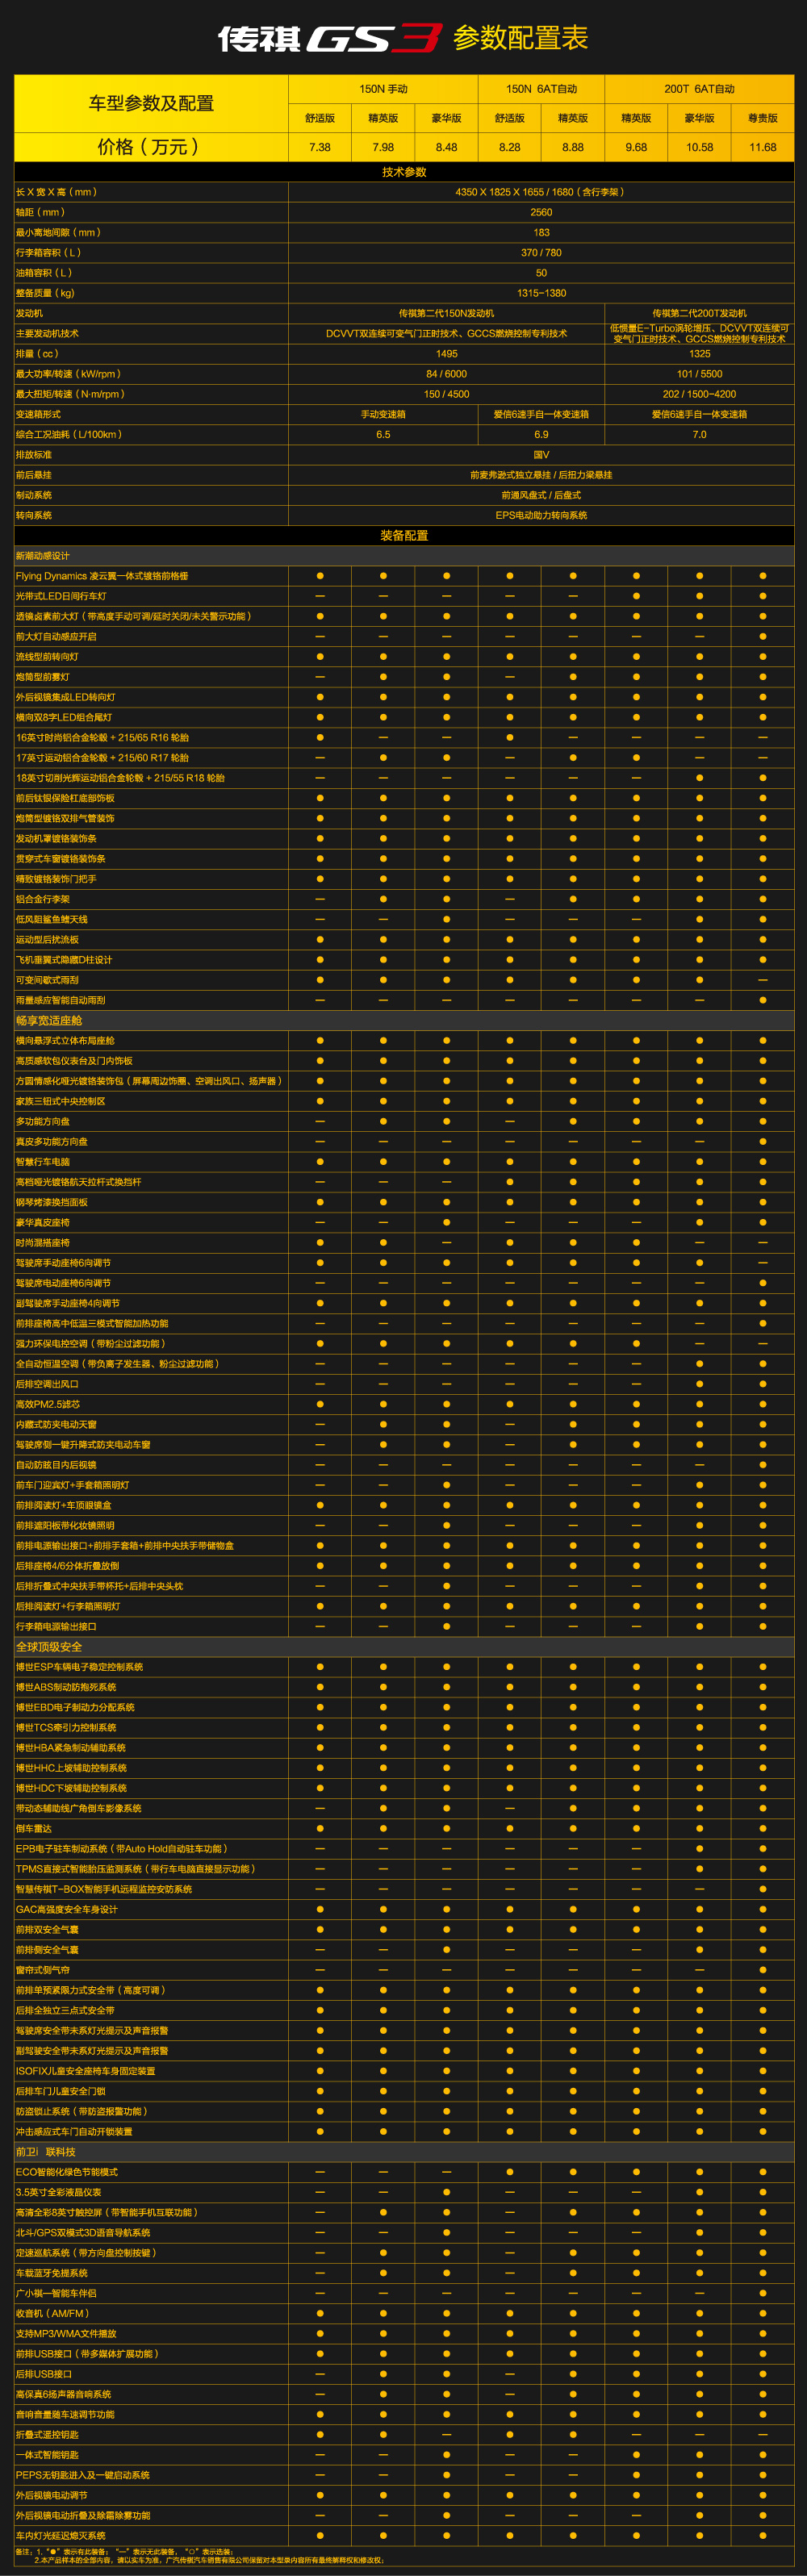 传祺GS3 参数配置表
车型参数及配置 150N 手动 150N 6AT自动 200T 6AT自动
舒适版 精英版 豪华版 舒适版 精英版 精英版 豪华版 尊贵版
价格（万元） 7.38 7.98 8.48 8.28 8.88 9.68 10.58 11.68
技术参数
长 X 宽 X 高（mm） 4350 X 1825 X 1655 / 1680（含行李架）
轴距（mm） 2560
最小离地间隙（mm） 183
行李箱容积（L） 370 / 780
油箱容积（L） 50
整备质量（kg) 1315-1380
发动机 传祺第二代150N发动机 传祺第二代200T发动机
主要发动机技术 DCVVT双连续可变气门正时技术、GCCS燃烧控制专利技术 低惯量E-Turbo涡轮增压、DCVVT双连续可
变气门正时技术、GCCS燃烧控制专利技术
排量（cc） 1495 1325
最大功率/转速（kW/rpm） 84 / 6000 101 / 5500
最大扭矩/转速（N·m/rpm） 150 / 4500 202 / 1500-4200
变速箱形式 手动变速箱 爱信6速手自一体变速箱 爱信6速手自一体变速箱
综合工况油耗（L/100km） 6.5 6.9 7.0
排放标准 国V
前后悬挂 前麦弗逊式独立悬挂 / 后扭力梁悬挂
制动系统 前通风盘式 / 后盘式
转向系统 EPS电动助力转向系统
装备配置
新潮动感设计
Flying Dynamics 凌云翼一体式镀铬前格栅 ● ● ● ● ● ● ● ●
光带式LED日间行车灯 — — — — — ● ● ●
透镜卤素前大灯（带高度手动可调/延时关闭/未关警示功能） ● ● ● ● ● ● ● ●
前大灯自动感应开启 — — — — — — — ●
流线型前转向灯 ● ● ● ● ● ● ● ●
炮筒型前雾灯 — ● ● — ● ● ● ●
外后视镜集成LED转向灯 ● ● ● ● ● ● ● ●
横向双8字LED组合尾灯 ● ● ● ● ● ● ● ●
16英寸时尚铝合金轮毂 + 215/65 R16 轮胎 ● — — ● — — — —
17英寸运动铝合金轮毂 + 215/60 R17 轮胎 — ● ● — ● ● — —
18英寸切削光辉运动铝合金轮毂 + 215/55 R18 轮胎 — — — — — — ● ●
前后钛银保险杠底部饰板 ● ● ● ● ● ● ● ●
炮筒型镀铬双排气管装饰 ● ● ● ● ● ● ● ●
发动机罩镀铬装饰条 ● ● ● ● ● ● ● ●
贯穿式车窗镀铬装饰条 ● ● ● ● ● ● ● ●
精致镀铬装饰门把手 ● ● ● ● ● ● ● ●
铝合金行李架 — ● ● — ● ● ● ●
低风阻鲨鱼鳍天线 — — ● — — — ● ●
运动型后扰流板 ● ● ● ● ● ● ● ●
飞机垂翼式隐藏D柱设计 ● ● ● ● ● ● ● ●
可变间歇式雨刮 ● ● ● ● ● ● ● —
雨量感应智能自动雨刮 — — — — — — — ●
畅享宽适座舱
横向悬浮式立体布局座舱 ● ● ● ● ● ● ● ●
高质感软包仪表台及门内饰板 ● ● ● ● ● ● ● ●
方圆情感化哑光镀铬装饰包（屏幕周边饰圈、空调出风口、扬声器） ● ● ● ● ● ● ● ●
家族三钮式中央控制区 ● ● ● ● ● ● ● ●
多功能方向盘 — ● ● — ● ● ● ●
真皮多功能方向盘 — — — — — — — ●
智慧行车电脑 ● ● ● ● ● ● ● ●
高档哑光镀铬航天拉杆式换挡杆 — — — ● ● ● ● ●
钢琴烤漆换挡面板 ● ● ● ● ● ● ● ●
豪华真皮座椅 — — ● — — — ● ●
时尚混搭座椅 ● ● — ● ● ● — —
驾驶席手动座椅6向调节 ● ● ● ● ● ● ● —
驾驶席电动座椅6向调节 — — — — — — — ●
副驾驶席手动座椅4向调节 ● ● ● ● ● ● ● ●
前排座椅高中低温三模式智能加热功能 — — — — — — — ●
强力环保电控空调（带粉尘过滤功能） ● ● ● ● ● ● — —
全自动恒温空调（带负离子发生器、粉尘过滤功能） — — — — — — ● ●
后排空调出风口 — — — — — — ● ●
高效PM2.5滤芯 ● ● ● ● ● ● ● ●
内藏式防夹电动天窗 — ● ● — ● ● ● ●
驾驶席侧一键升降式防夹电动车窗 — ● ● — ● ● ● ●
自动防眩目内后视镜 — — — — — — — ●
前车门迎宾灯+手套箱照明灯 — — ● — — — ● ●
前排阅读灯+车顶眼镜盒 ● ● ● ● ● ● ● ●
前排遮阳板带化妆镜照明 — — ● — — — ● ●
前排电源输出接口+前排手套箱+前排中央扶手带储物盒 ● ● ● ● ● ● ● ●
后排座椅4/6分体折叠放倒 ● ● ● ● ● ● ● ●
后排折叠式中央扶手带杯托+后排中央头枕 — — ● — — — ● ●
后排阅读灯+行李箱照明灯 ● ● ● ● ● ● ● ●
行李箱电源输出接口 — — ● — — — ● ●
全球顶级安全
博世ESP车辆电子稳定控制系统 ● ● ● ● ● ● ● ●
博世ABS制动防抱死系统 ● ● ● ● ● ● ● ●
博世EBD电子制动力分配系统 ● ● ● ● ● ● ● ●
博世TCS牵引力控制系统 ● ● ● ● ● ● ● ●
博世HBA紧急制动辅助系统 ● ● ● ● ● ● ● ●
博世HHC上坡辅助控制系统 ● ● ● ● ● ● ● ●
博世HDC下坡辅助控制系统 ● ● ● ● ● ● ● ●
带动态辅助线广角倒车影像系统 — ● ● — ● ● ● ●
倒车雷达 ● ● ● ● ● ● ● ●
EPB电子驻车制动系统（带Auto Hold自动驻车功能） — — — — — — ● ●
TPMS直接式智能胎压监测系统（带行车电脑直接显示功能） — — — — — — ● ●
智慧传祺T-BOX智能手机远程监控安防系统 — — — — — — — ●
GAC高强度安全车身设计 ● ● ● ● ● ● ● ●
前排双安全气囊 ● ● ● ● ● ● ● ●
前排侧安全气囊 — — ● — — — ● ●
窗帘式侧气帘 — — — — — — — ●
前排单预紧限力式安全带（高度可调） ● ● ● ● ● ● ● ●
后排全独立三点式安全带 ● ● ● ● ● ● ● ●
驾驶席安全带未系灯光提示及声音报警 ● ● ● ● ● ● ● ●
副驾驶安全带未系灯光提示及声音报警 ● ● ● ● ● ● ● ●
ISOFIX儿童安全座椅车身固定装置 ● ● ● ● ● ● ● ●
后排车门儿童安全门锁 ● ● ● ● ● ● ● ●
防盗锁止系统（带防盗报警功能） ● ● ● ● ● ● ● ●
冲击感应式车门自动开锁装置 ● ● ● ● ● ● ● ●
前卫i 联科技
ECO智能化绿色节能模式 — — — ● ● ● ● ●
3.5英寸全彩液晶仪表 — — ● — — — ● ●
高清全彩8英寸触控屏（带智能手机互联功能） — ● ● — ● ● ● ●
北斗/GPS双模式3D语音导航系统 — — ● — — — ● ●
定速巡航系统（带方向盘控制按键） — ● ● — ● ● ● ●
车载蓝牙免提系统 — ● ● — ● ● ● ●
广小祺—智能车伴侣 — — — — — — — ●
收音机（AM/FM） ● ● ● ● ● ● ● ●
支持MP3/WMA文件播放 ● ● ● ● ● ● ● ●
前排USB接口（带多媒体扩展功能） ● ● ● ● ● ● ● ●
后排USB接口 — ● ● — ● ● ● ●
高保真6扬声器音响系统 — ● ● — ● ● ● ●
音响音量随车速调节功能 ● ● ● ● ● ● ● ●
折叠式遥控钥匙 ● ● — ● ● — — —
一体式智能钥匙 — — ● — — ● ● ●
PEPS无钥匙进入及一键启动系统 — — ● — — ● ● ●
外后视镜电动调节 ● ● ● ● ● ● ● ●
外后视镜电动折叠及除霜除雾功能 — — ● — — — ● ●
车内灯光延迟熄灭系统 ● ● ● ● ● ● ● ●
备注：1. “●” 表示有此装备； “—” 表示无此装备， “○” 表示选装；
2.本产品样本的全部内容，请以实车为准，广汽传祺汽车销售有限公司保留对本型录内容所有最终解释权和修改权；